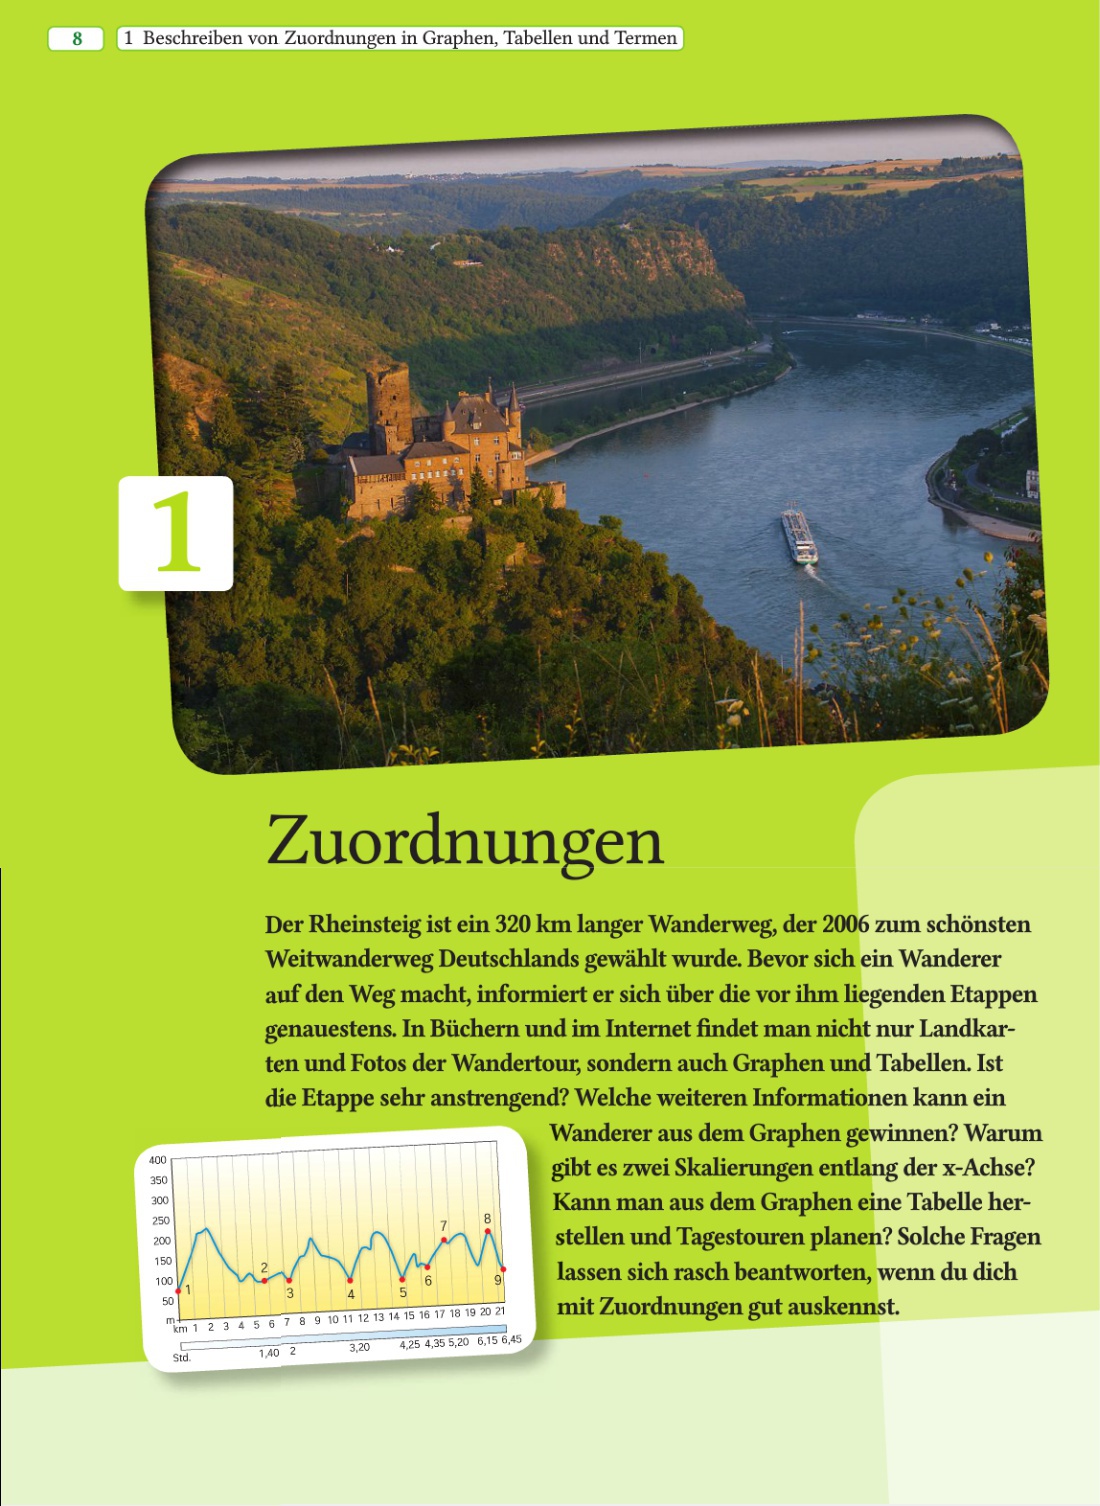 8
1 Beschreiben von Zuordnungen in Graphen, Tabellen und Termen
1
Zuordnungen
Der Rheinsteig ist ein 320 km langer Wanderweg, der 2006 zum schönsten
Weitwanderweg Deutschlands gewählt wurde. Bevor sich ein Wanderer
auf den Weg macht, informiert er sich über die vor ihm liegenden Etappen
genauestens. In Büchern und im Internet findet man nicht nur Landkar-
ten und Fotos der Wandertour, sondern auch Graphen und Tabellen. Ist
die Etappe sehr anstrengend? Welche weiteren Informationen kann ein
Wanderer aus dem Graphen gewinnen? Warum
gibt es zwei Skalierungen entlang der x-Achse?
Kann man aus dem Graphen eine Tabelle her-
stellen und Tagestouren planen? Solche Fragen
lassen sich rasch beantworten, wenn du dich
mit Zuordnungen gut auskennst.
400
350
300
250
200
150
100
50
m
1
2
3
4
5
6
7
8
9
km 1 2 3 4 5 6 7 8 9 10 11 12 13 14 15 16 17 18 19 20 21
Std. 1,40 2 3,20 4,25 4,35 5,20 6,15 6,45